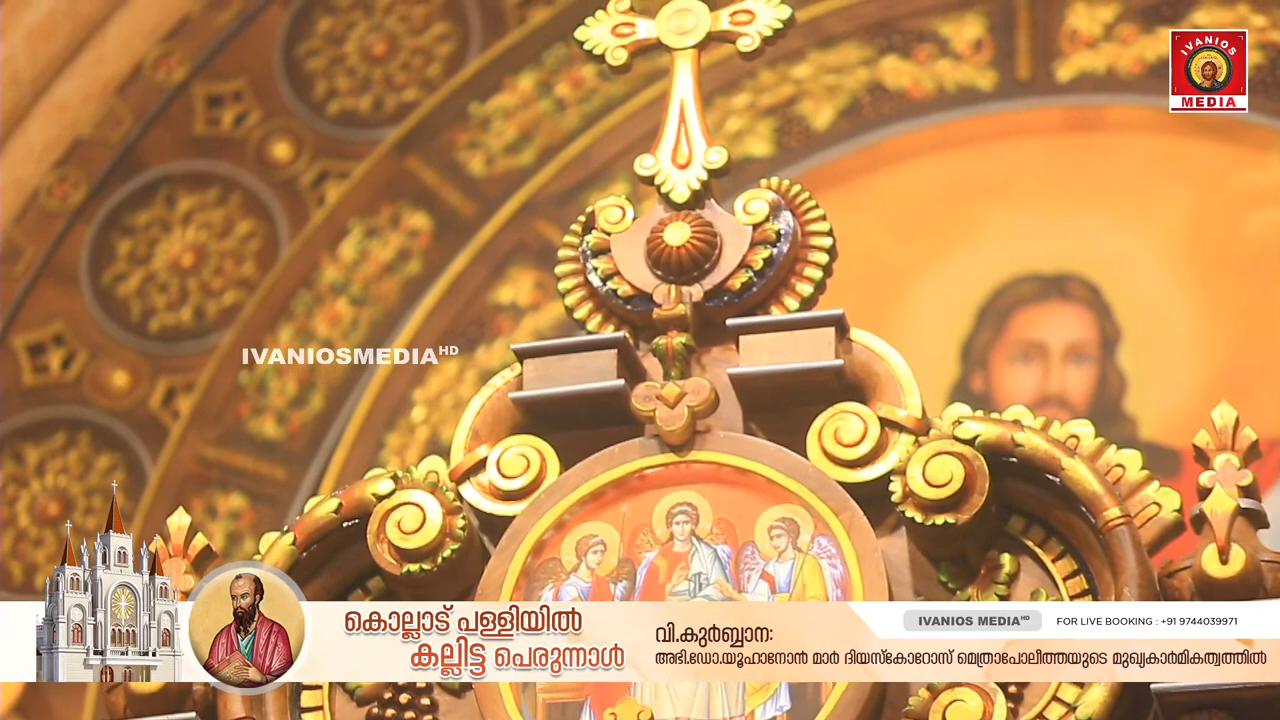 IVANIOS
MEDIA
IVANIOSMEDIA HD
കൊല്ലാട് പള്ളിയിൽ
കല്ലിട്ട പെരുന്നാൾ
വി.കുർബ്ബാന:
അഭി.ഡോ.യൂഹാനോൻ മാർ ദിയസ്കോറോസ് മെത്രാപോലീത്തയുടെ മുഖ്യകാർമ്മികത്വത്തിൽ
IVANIOS MEDIA HD
FOR LIVE BOOKING : +91 9744039971